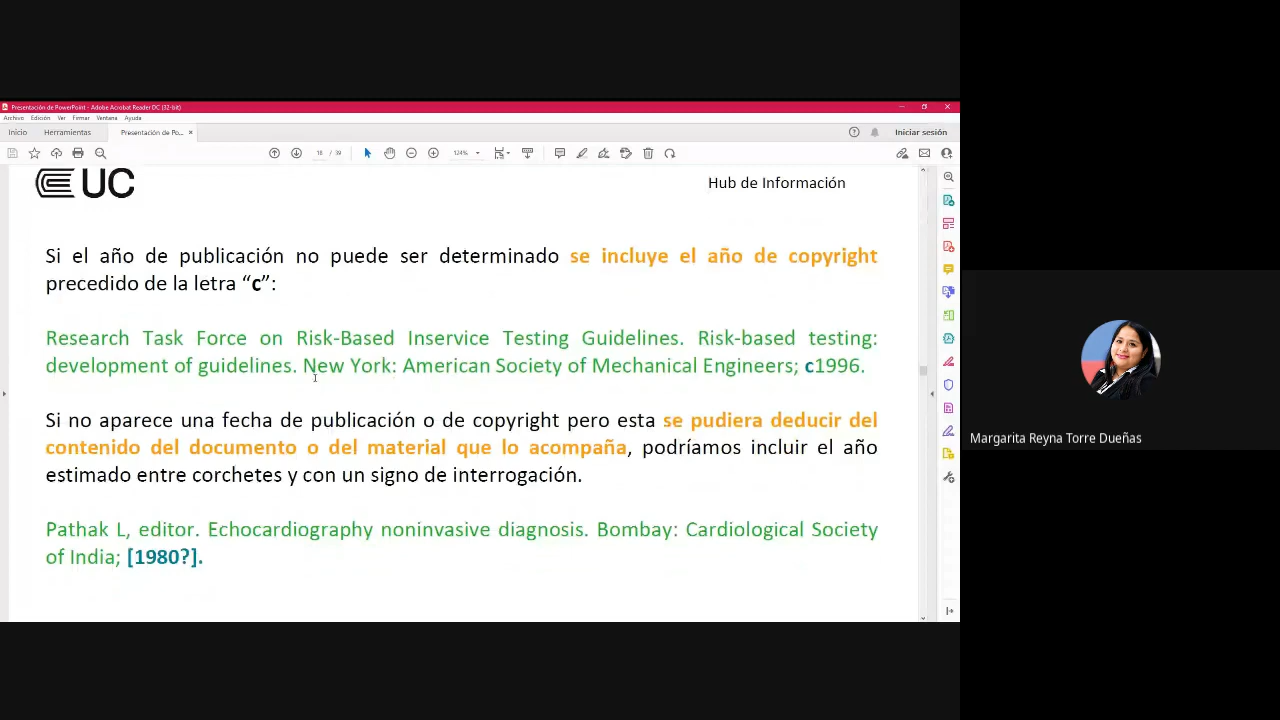 Presentación de PowerPoint - Adobe Acrobat Reader DC (32-bit)
Archivo Edición Ver Firmar Ventana Ayuda
Inicio Herramientas Presentación de Po... × Iniciar sesión
18 / 39 124%
UC Hub de Información
Si el año de publicación no puede ser determinado se incluye el año de copyright
precedido de la letra “c”:
Research Task Force on Risk-Based Inservice Testing Guidelines. Risk-based testing:
development of guidelines. New York: American Society of Mechanical Engineers; c1996.
Si no aparece una fecha de publicación o de copyright pero esta se pudiera deducir del
contenido del documento o del material que lo acompaña, podríamos incluir el año
estimado entre corchetes y con un signo de interrogación.
Pathak L, editor. Echocardiography noninvasive diagnosis. Bombay: Cardiological Society
of India; [1980?].
Margarita Reyna Torre Dueñas